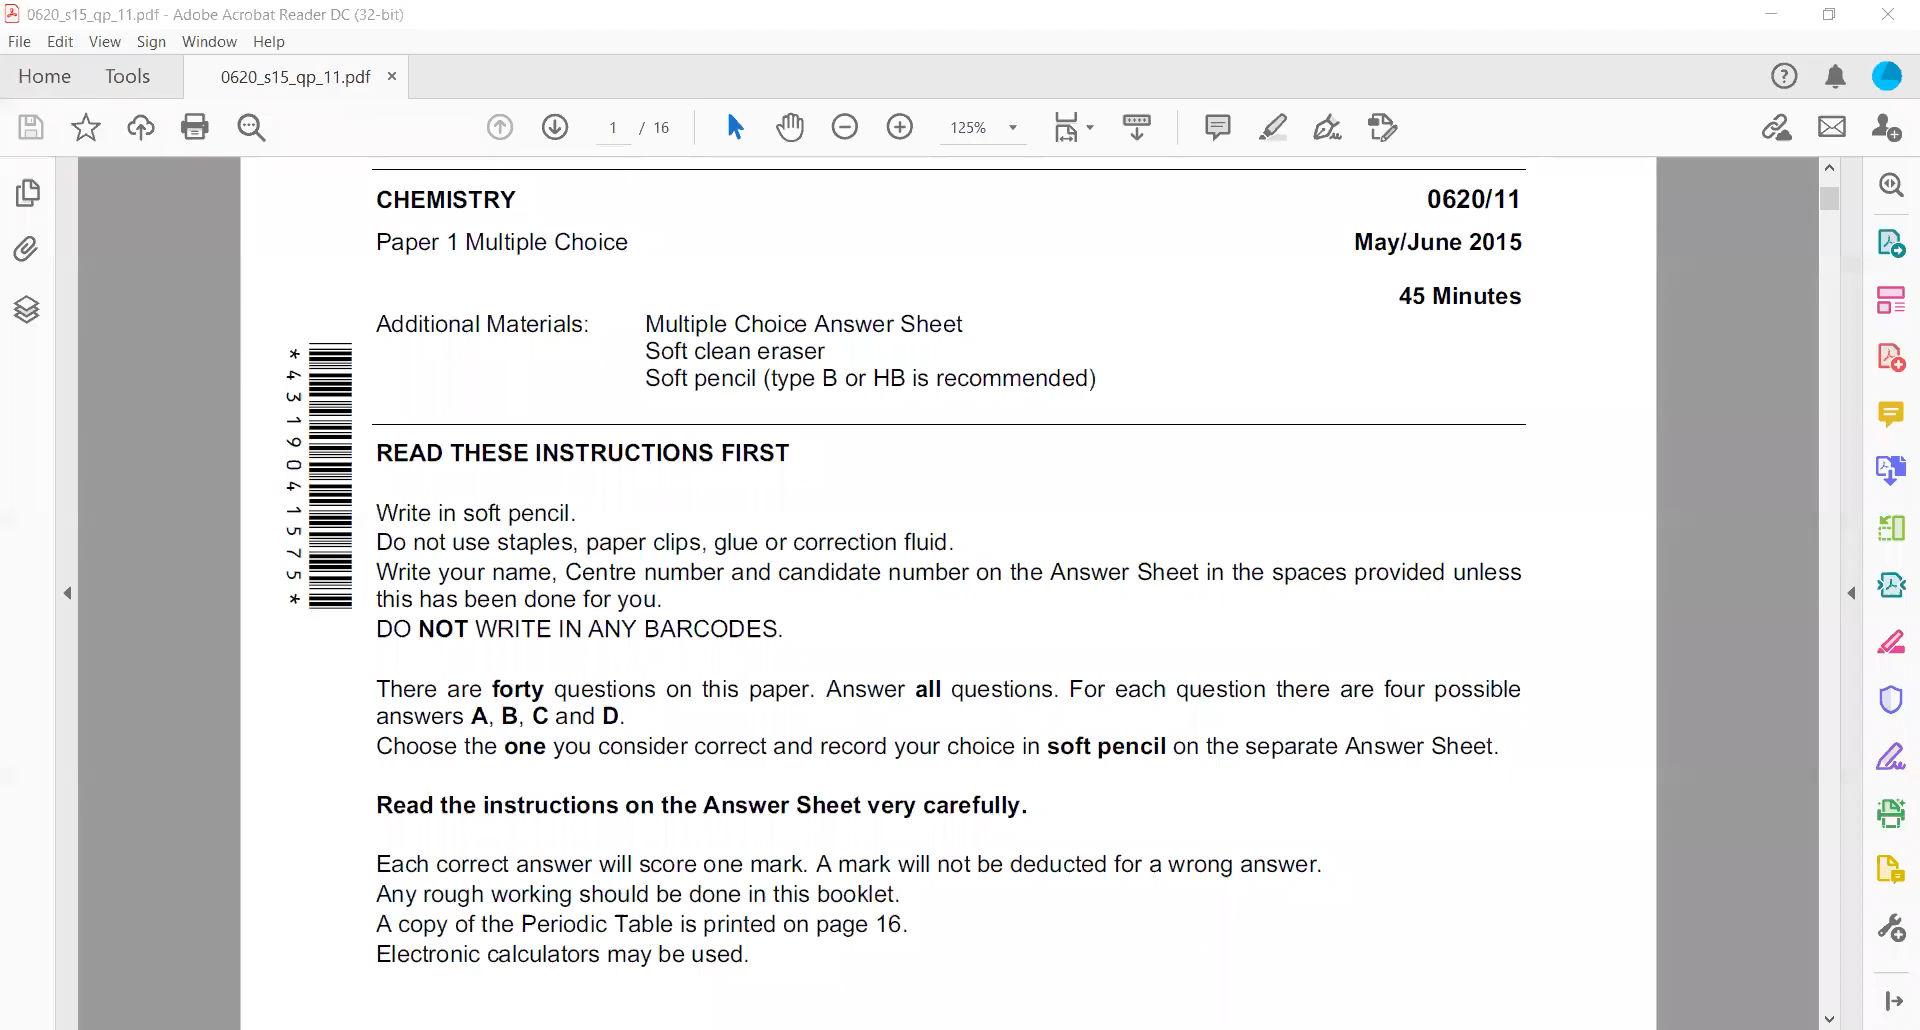 0620_s15_qp_11.pdf - Adobe Acrobat Reader DC (32-bit)
File Edit View Sign Window Help
Home Tools 0620_s15_qp_11.pdf ×
1 / 16 125%
CHEMISTRY 0620/11
Paper 1 Multiple Choice May/June 2015
45 Minutes
Additional Materials: Multiple Choice Answer Sheet
Soft clean eraser
Soft pencil (type B or HB is recommended)
*4319041575*
READ THESE INSTRUCTIONS FIRST
Write in soft pencil.
Do not use staples, paper clips, glue or correction fluid.
Write your name, Centre number and candidate number on the Answer Sheet in the spaces provided unless
this has been done for you.
DO NOT WRITE IN ANY BARCODES.
There are forty questions on this paper. Answer all questions. For each question there are four possible
answers A, B, C and D.
Choose the one you consider correct and record your choice in soft pencil on the separate Answer Sheet.
Read the instructions on the Answer Sheet very carefully.
Each correct answer will score one mark. A mark will not be deducted for a wrong answer.
Any rough working should be done in this booklet.
A copy of the Periodic Table is printed on page 16.
Electronic calculators may be used.